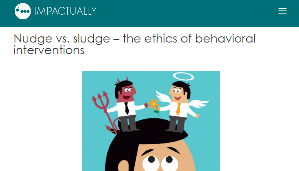 IMPACTUALLY
Nudge vs. sludge – the ethics of behavioral
interventions